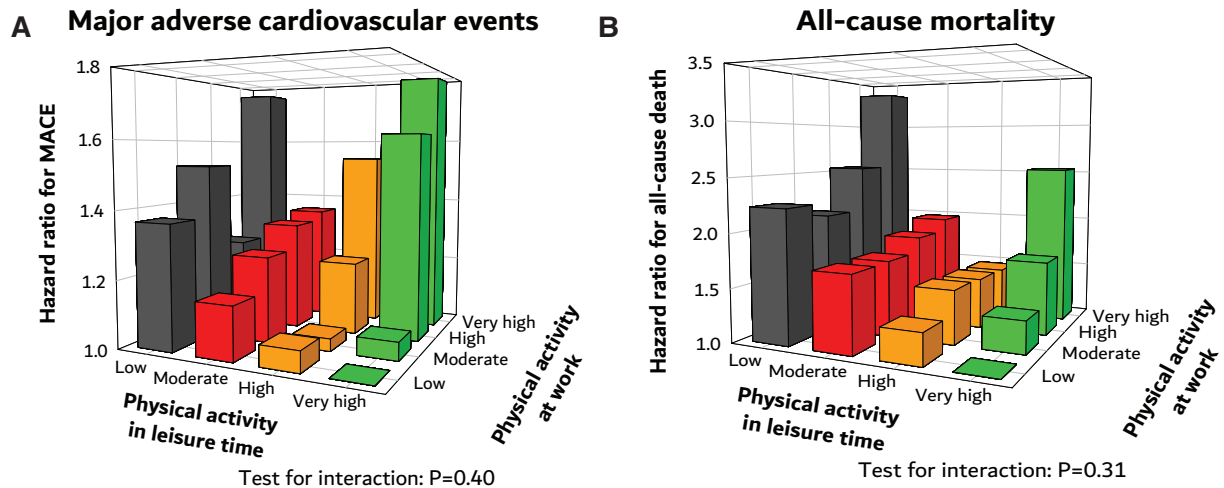 A
Major adverse cardiovascular events
Hazard ratio for MACE
1.8
1.6
1.4
1.2
1.0
Low
Moderate
High
Very high
Physical activity
in leisure time
Very high
High
Moderate
Low
Physical activity
at work
Test for interaction: P=0.40
B
All-cause mortality
Hazard ratio for all-cause death
3.5
3.0
2.5
2.0
1.5
1.0
Low
Moderate
High
Very high
Physical activity
in leisure time
Very high
High
Moderate
Low
Physical activity
at work
Test for interaction: P=0.31